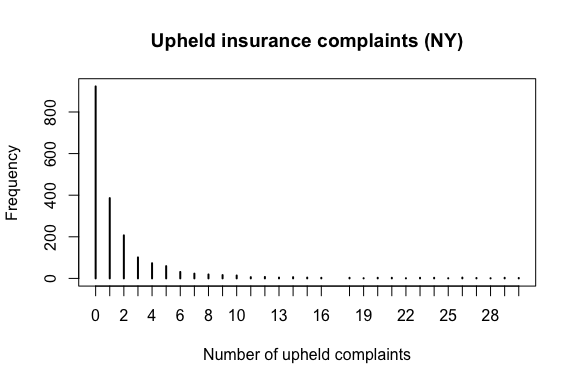 Upheld insurance complaints (NY)
Frequency
800
600
400
200
0
0 2 4 6 8 10 13 16 19 22 25 28
Number of upheld complaints